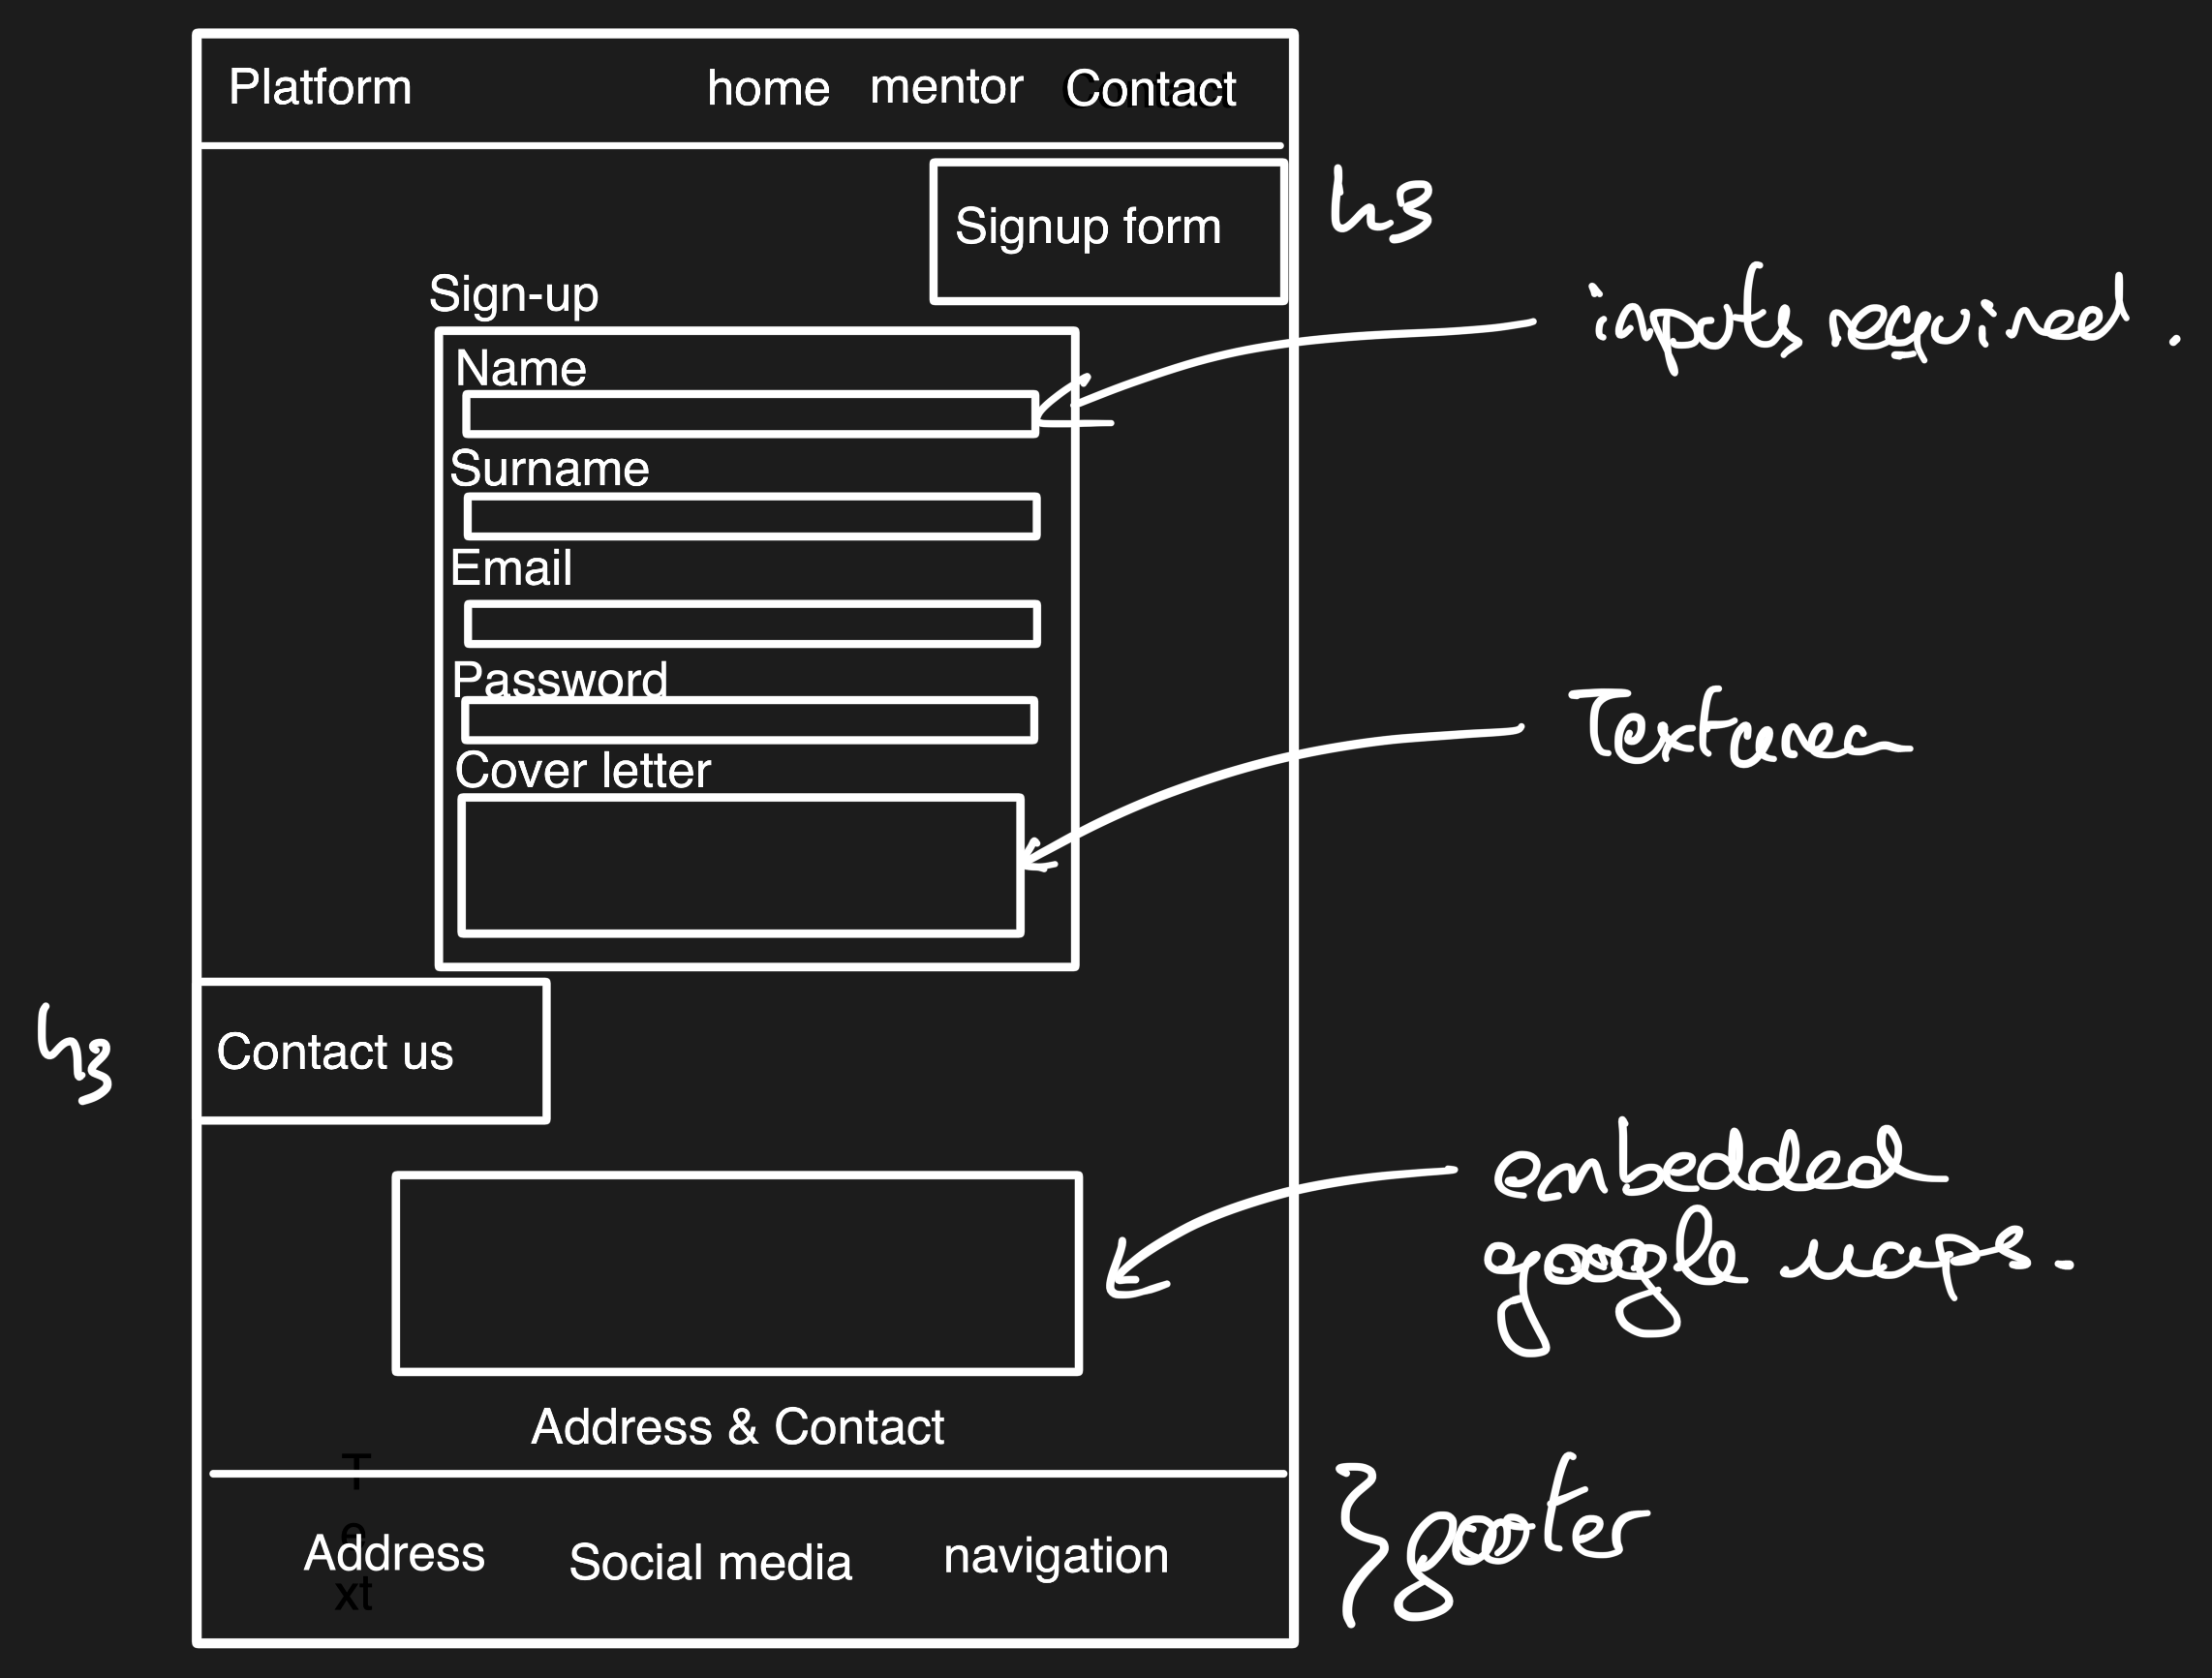 Platform home mentor Contact
Signup form
h3
Sign-up
inputs required.
Name
Surname
Email
Password
Textarea
Cover letter
h3
Contact us
embedded
google maps.
Address & Contact
Te
xt
Address Social media navigation
footer